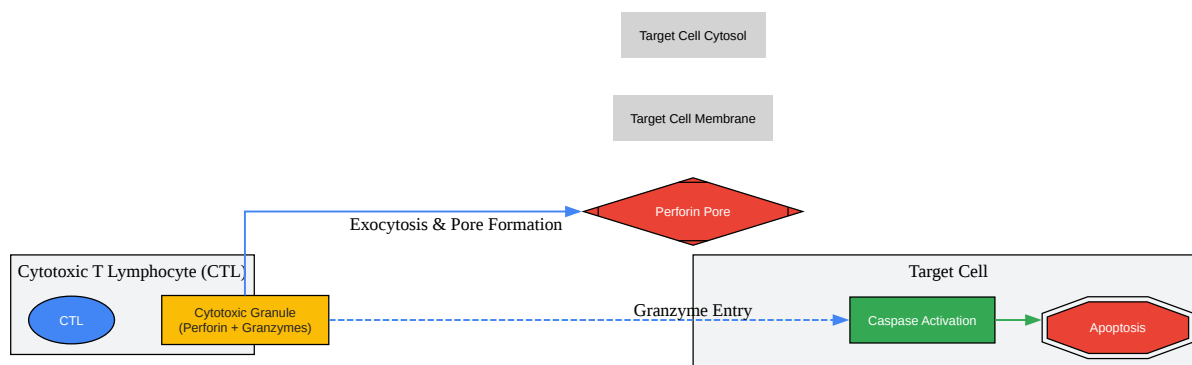 Target Cell Cytosol
Target Cell Membrane
Perforin Pore
Exocytosis & Pore Formation
Cytotoxic T Lymphocyte (CTL)
CTL
Cytotoxic Granule
(Perforin + Granzymes)
Granzyme Entry
Target Cell
Caspase Activation
Apoptosis